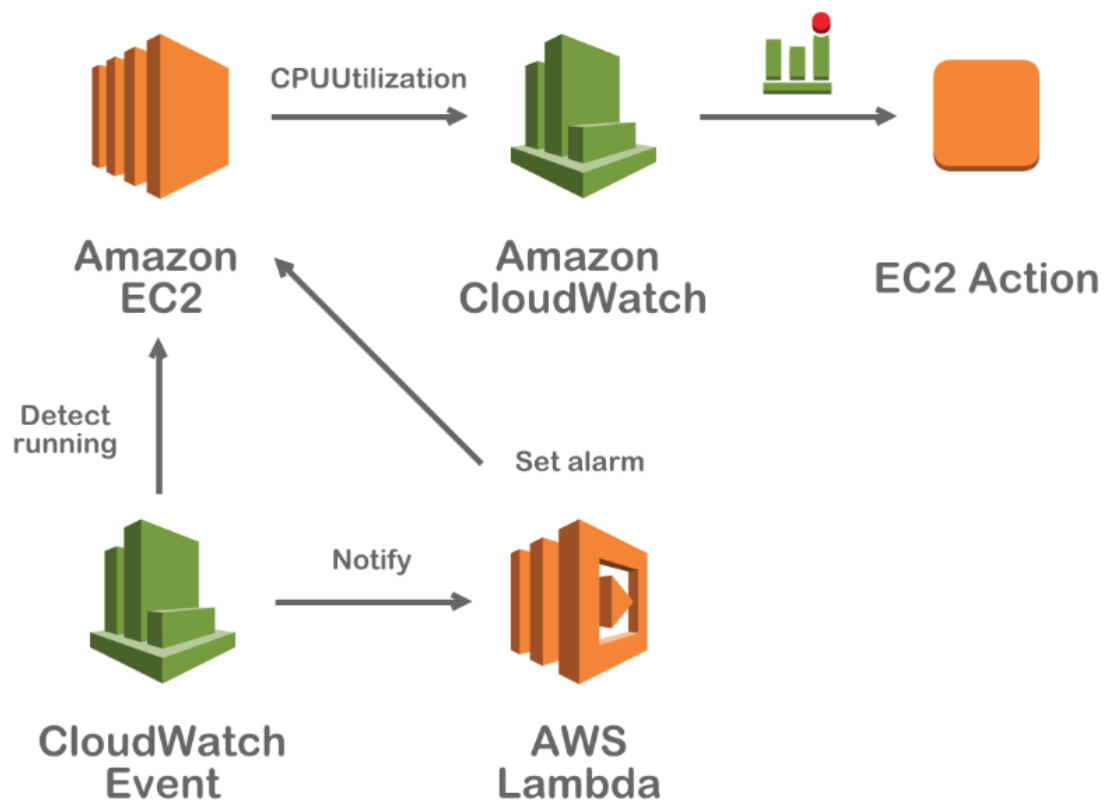 CPUUtilization
Amazon
EC2
Amazon
CloudWatch
EC2 Action
Detect
running
Set alarm
Notify
CloudWatch
Event
AWS
Lambda